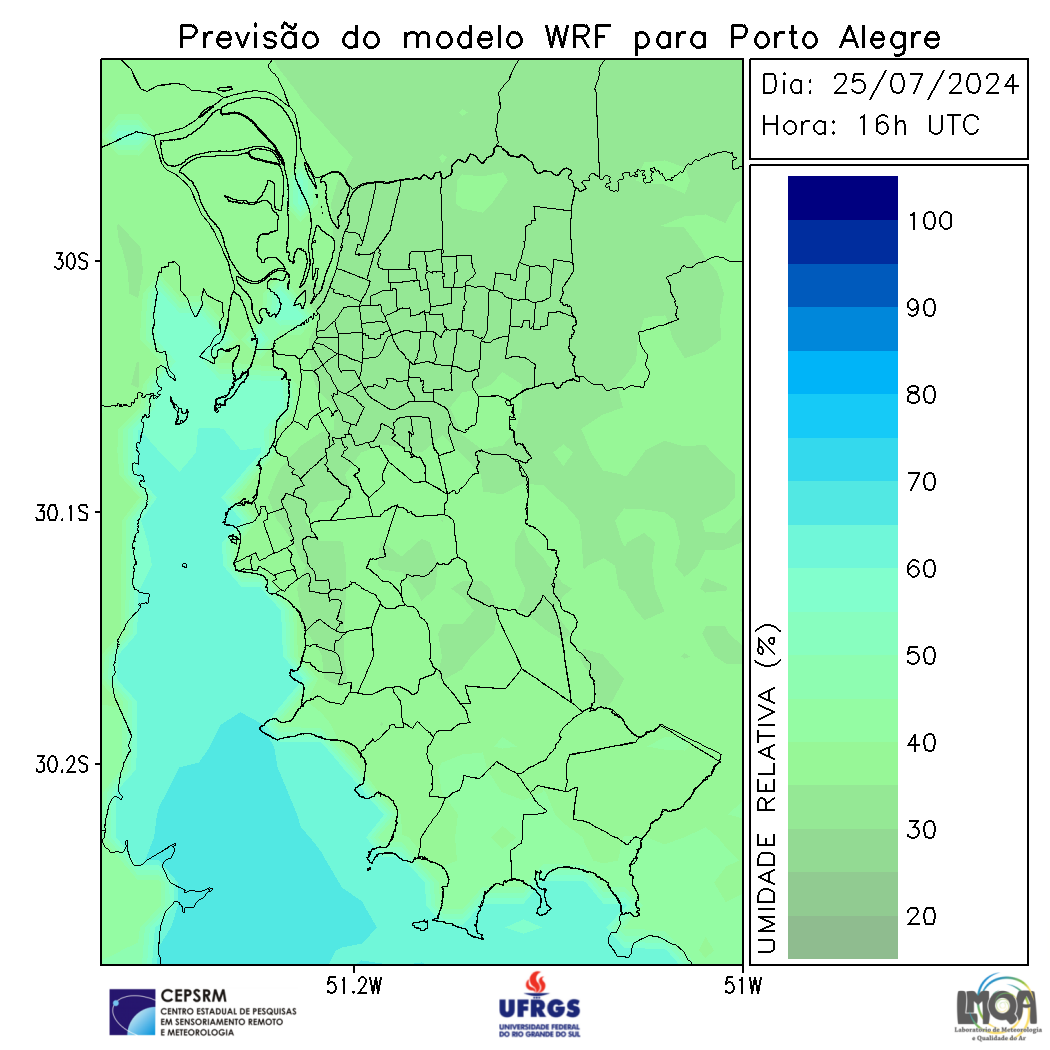 Previsão do modelo WRF para Porto Alegre
Dia: 25/07/2024
Hora: 16h UTC
30S
30.1S
30.2S
51.2W
51W
UMIDADE RELATIVA (%)
100
90
80
70
60
50
40
30
20
CEPSRM
CENTRO ESTADUAL DE PESQUISAS
EM SENSORIAMENTO REMOTO
E METEOROLOGIA
UFRGS
UNIVERSIDADE FEDERAL
DO RIO GRANDE DO SUL
LMQA
Laboratório de Meteorologia
e Qualidade do Ar